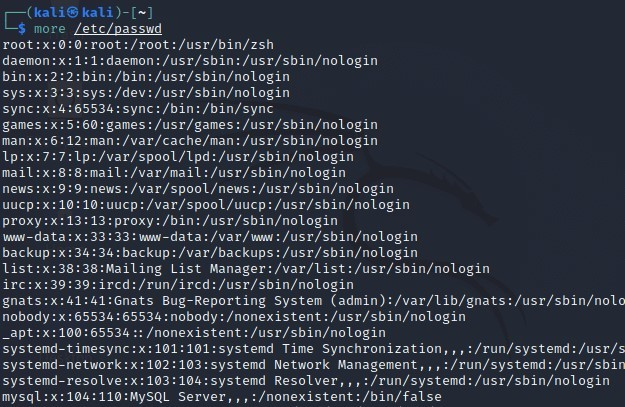 ┌──(kali㉿kali)-[~]
└─$ more /etc/passwd
root:x:0:0:root:/root:/usr/bin/zsh
daemon:x:1:1:daemon:/usr/sbin:/usr/sbin/nologin
bin:x:2:2:bin:/bin:/usr/sbin/nologin
sys:x:3:3:sys:/dev:/usr/sbin/nologin
sync:x:4:65534:sync:/bin:/bin/sync
games:x:5:60:games:/usr/games:/usr/sbin/nologin
man:x:6:12:man:/var/cache/man:/usr/sbin/nologin
lp:x:7:7:lp:/var/spool/lpd:/usr/sbin/nologin
mail:x:8:8:mail:/var/mail:/usr/sbin/nologin
news:x:9:9:news:/var/spool/news:/usr/sbin/nologin
uucp:x:10:10:uucp:/var/spool/uucp:/usr/sbin/nologin
proxy:x:13:13:proxy:/bin:/usr/sbin/nologin
www-data:x:33:33:www-data:/var/www:/usr/sbin/nologin
backup:x:34:34:backup:/var/backups:/usr/sbin/nologin
list:x:38:38:Mailing List Manager:/var/list:/usr/sbin/nologin
irc:x:39:39:ircd:/run/ircd:/usr/sbin/nologin
gnats:x:41:41:Gnats Bug-Reporting System (admin):/var/lib/gnats:/usr/sbin/nolo
nobody:x:65534:65534:nobody:/nonexistent:/usr/sbin/nologin
_apt:x:100:65534::/nonexistent:/usr/sbin/nologin
systemd-timesync:x:101:101:systemd Time Synchronization,,,:/run/systemd:/usr/s
systemd-network:x:102:103:systemd Network Management,,,:/run/systemd:/usr/sbin
systemd-resolve:x:103:104:systemd Resolver,,,:/run/systemd:/usr/sbin/nologin
mysql:x:104:110:MySQL Server,,,:/nonexistent:/bin/false